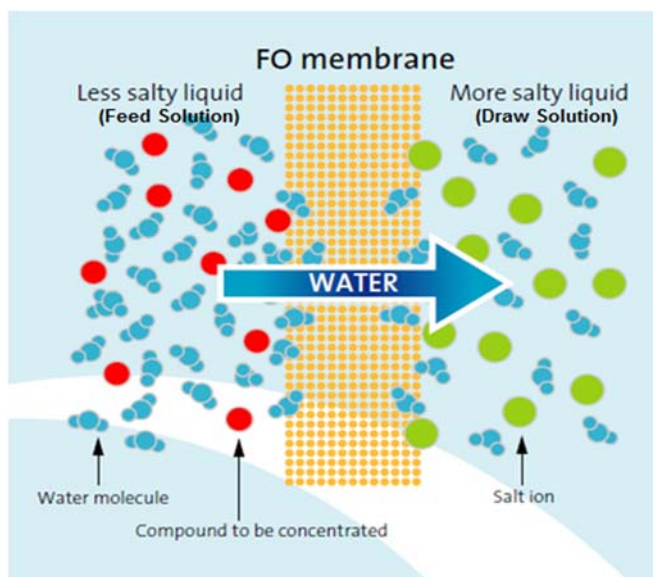 FO membrane
Less salty liquid
(Feed Solution)
More salty liquid
(Draw Solution)
WATER
Water molecule
Compound to be concentrated
Salt ion